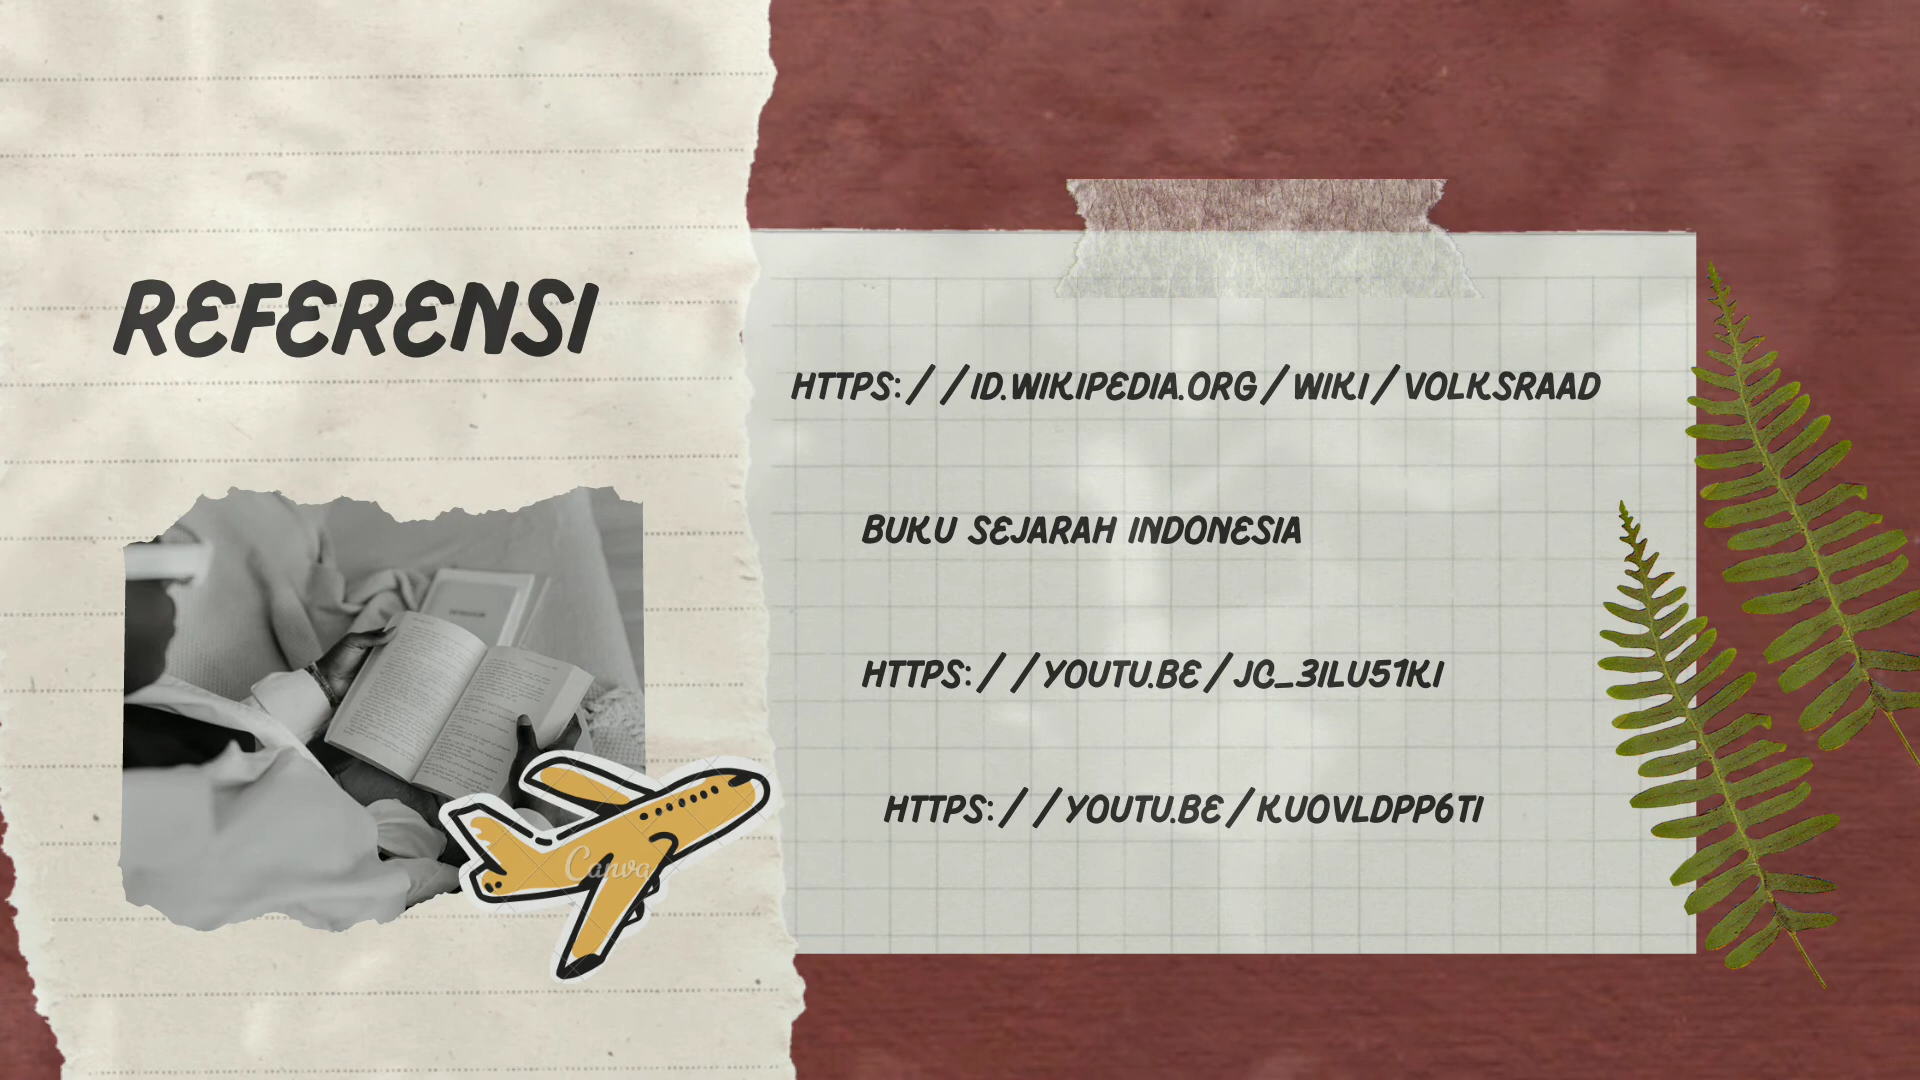 REFERENSI
HTTPS://ID.WIKIPEDIA.ORG/WIKI/VOLKSRAAD
BUKU SEJARAH INDONESIA
HTTPS://YOUTU.BE/JC_3ILU51KI
HTTPS://YOUTU.BE/KUOVLDPP6TI
Canva